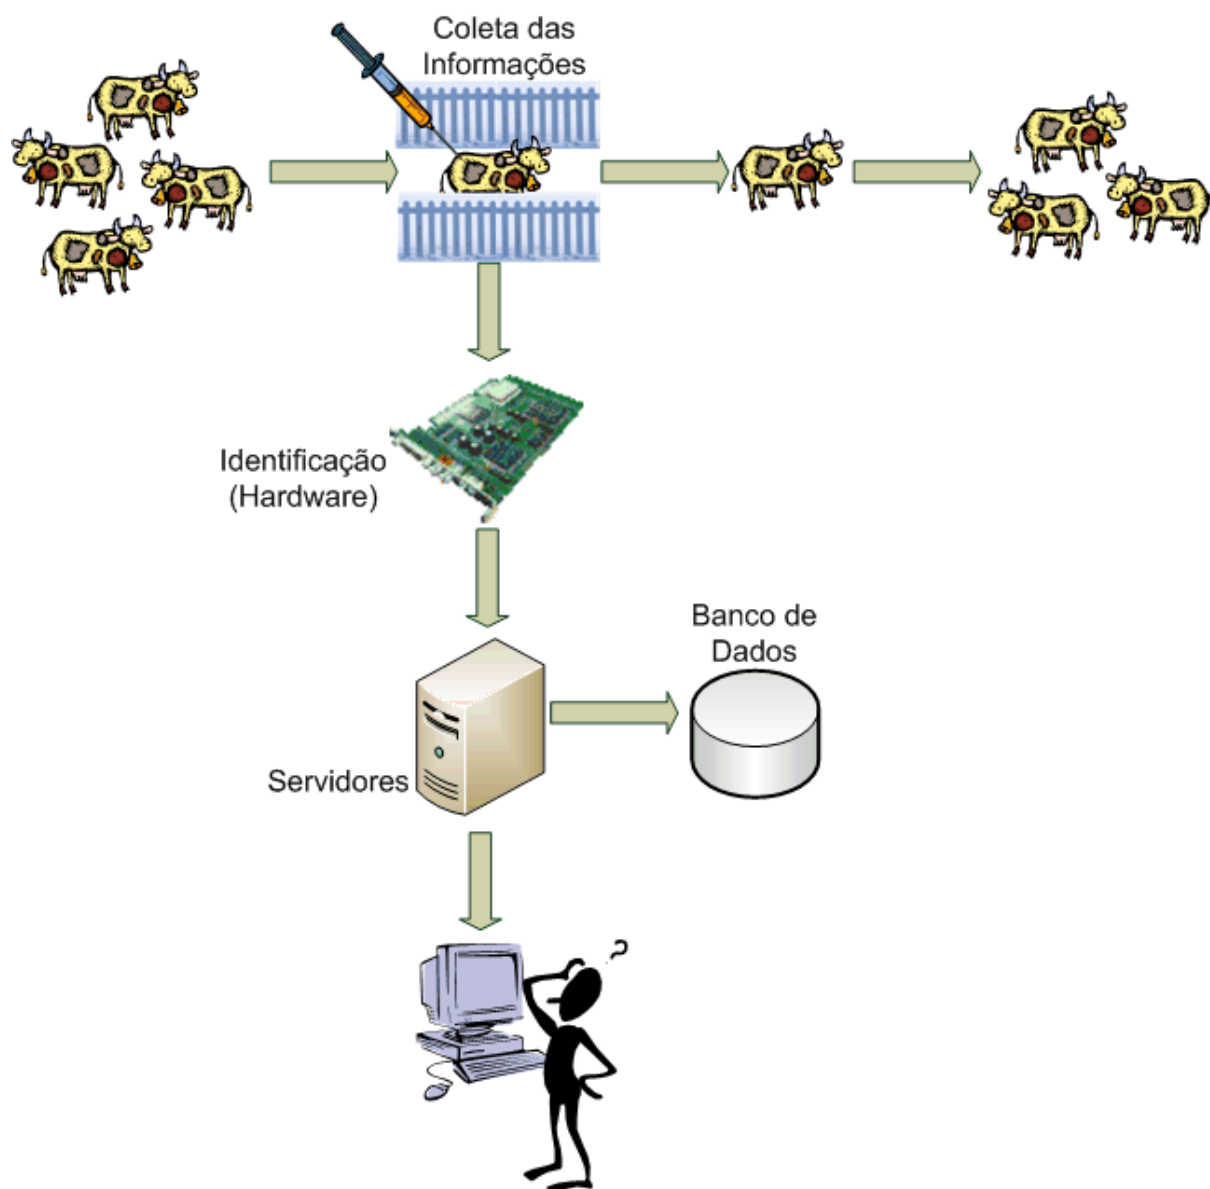 Coleta das
Informações
Identificação
(Hardware)
Banco de
Dados
Servidores
?